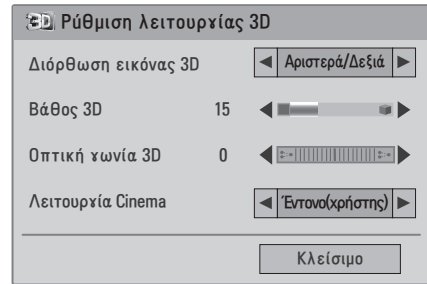 3D Ρύθμιση λειτουργίας 3D
Διόρθωση εικόνας 3D Αριστερά/Δεξιά
Βάθος 3D 15
Οπτική γωνία 3D 0
Λειτουργία Cinema Έντονο(χρήστης)
Κλείσιμο